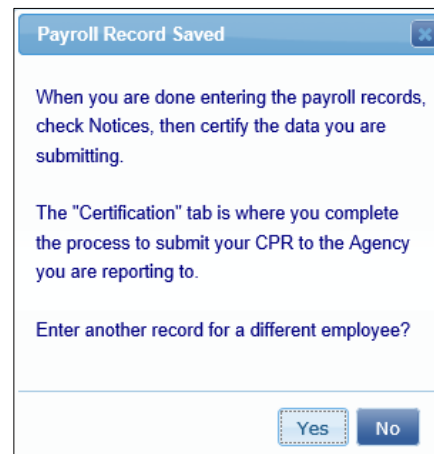 Payroll Record Saved
When you are done entering the payroll records,
check Notices, then certify the data you are
submitting.
The "Certification" tab is where you complete
the process to submit your CPR to the Agency
you are reporting to.
Enter another record for a different employee?
Yes No